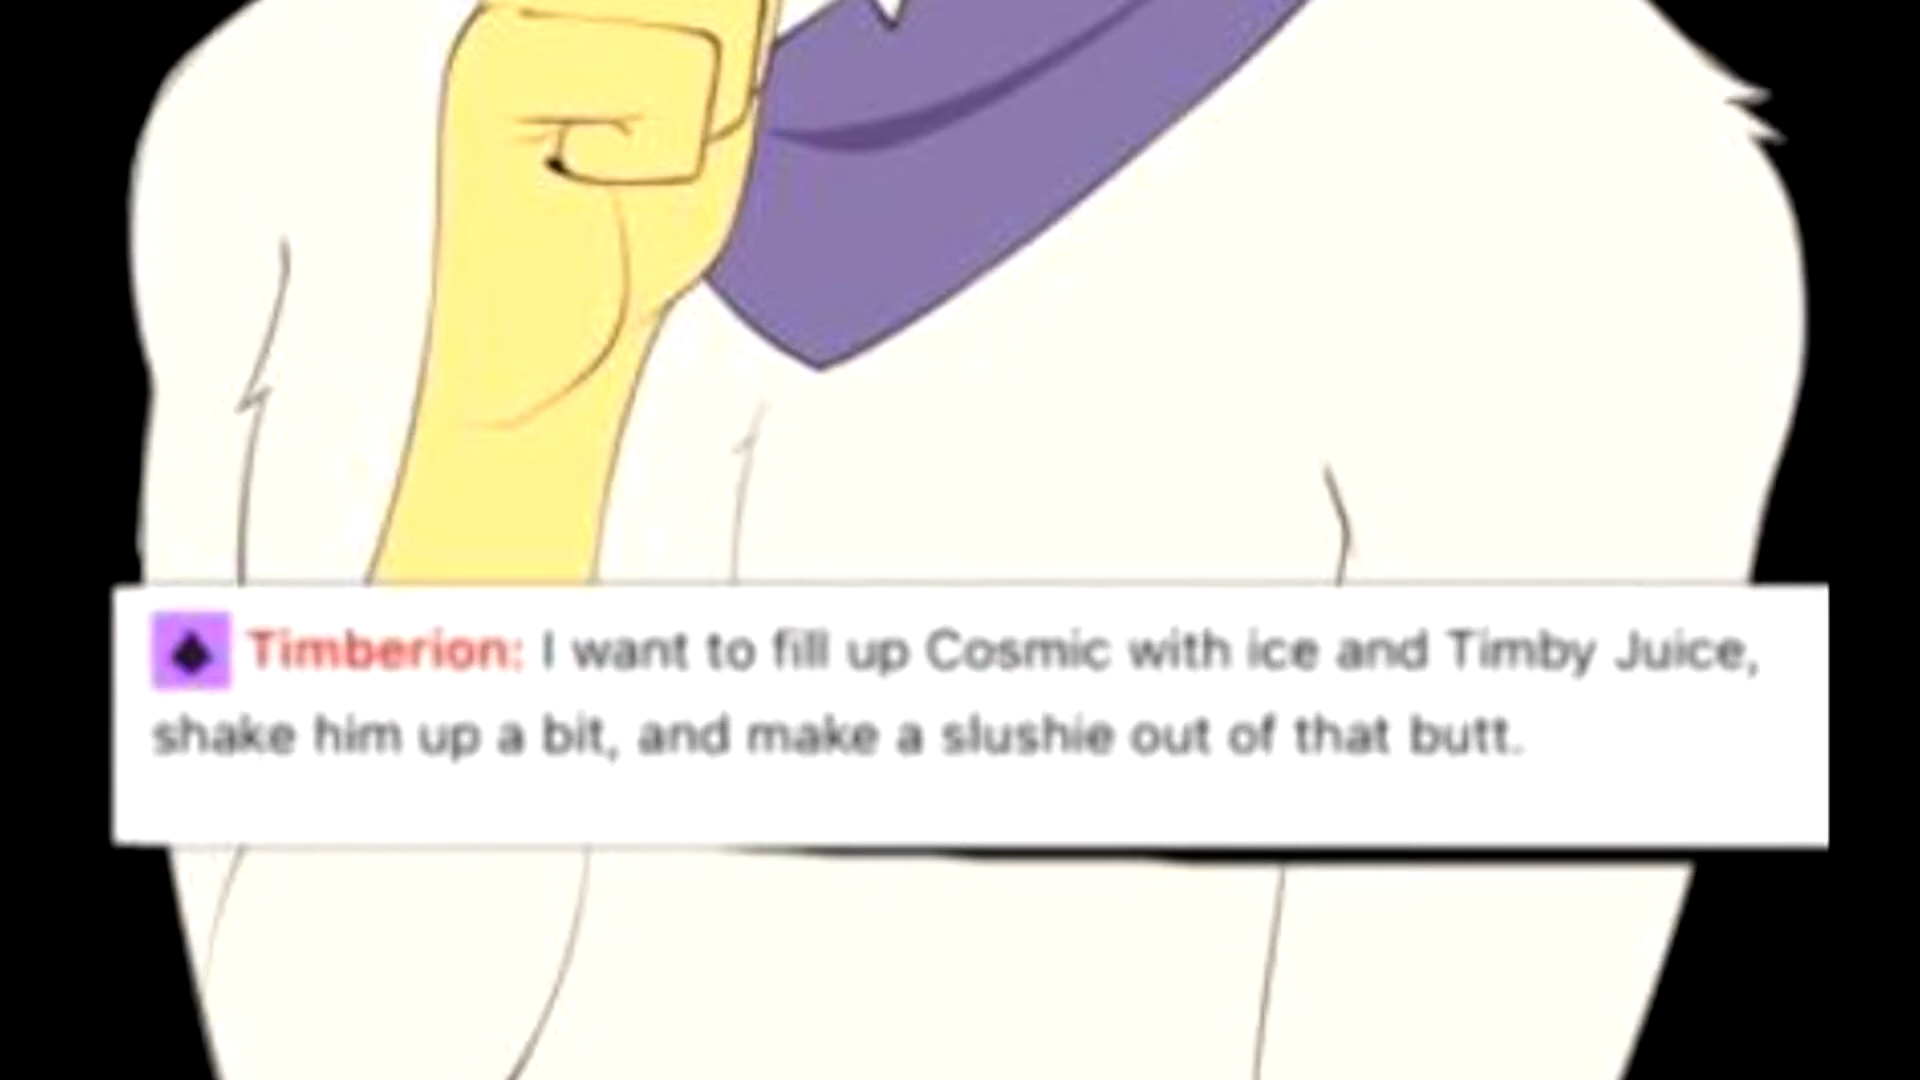 Timberion: I want to fill up Cosmic with ice and Timby Juice,
shake him up a bit, and make a slushie out of that butt.